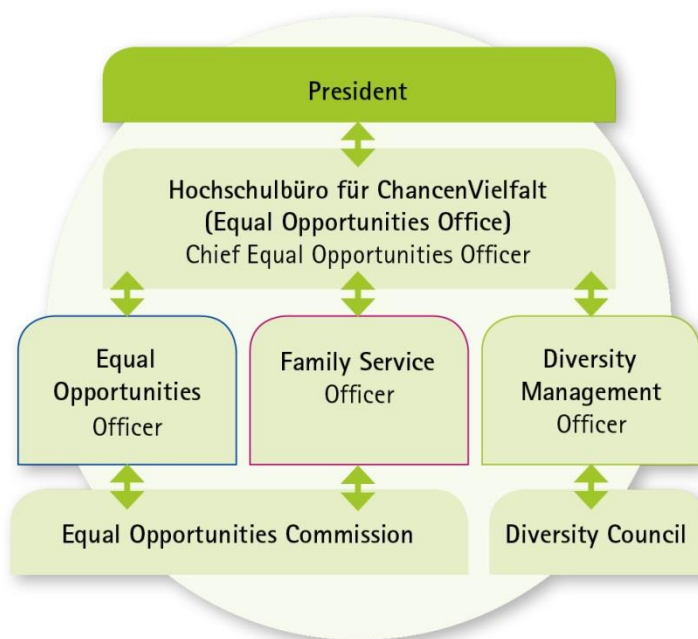 President
Hochschulbüro für ChancenVielfalt
(Equal Opportunities Office)
Chief Equal Opportunities Officer
Equal
Opportunities
Officer
Family Service
Officer
Diversity
Management
Officer
Equal Opportunities Commission
Diversity Council